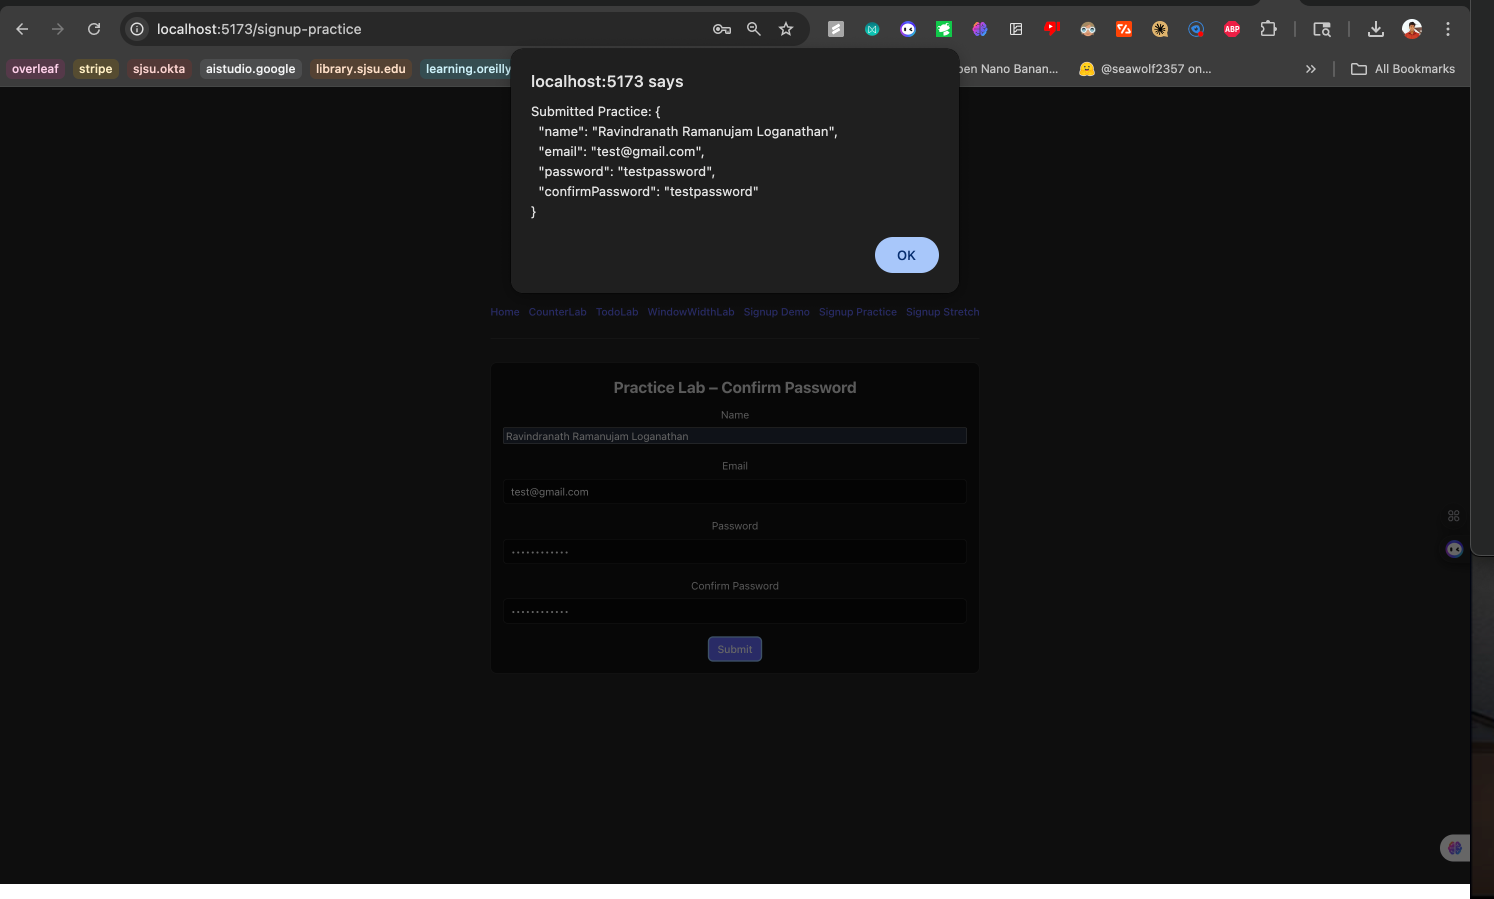 localhost:5173/signup-practice
ABP
overleaf stripe sjsu.okta aistudio.google library.sjsu.edu learning.oreilly Nano Banan... @seawolf2357 on... All Bookmarks
localhost:5173 says
Submitted Practice: {
"name": "Ravindranath Ramanujam Loganathan",
"email": "test@gmail.com",
"password": "testpassword",
"confirmPassword": "testpassword"
}
OK
Home CounterLab TodoLab WindowWidthLab Signup Demo Signup Practice Signup Stretch
Practice Lab – Confirm Password
Name
Ravindranath Ramanujam Loganathan
Email
test@gmail.com
Password
••••••••••••
Confirm Password
••••••••••••
Submit